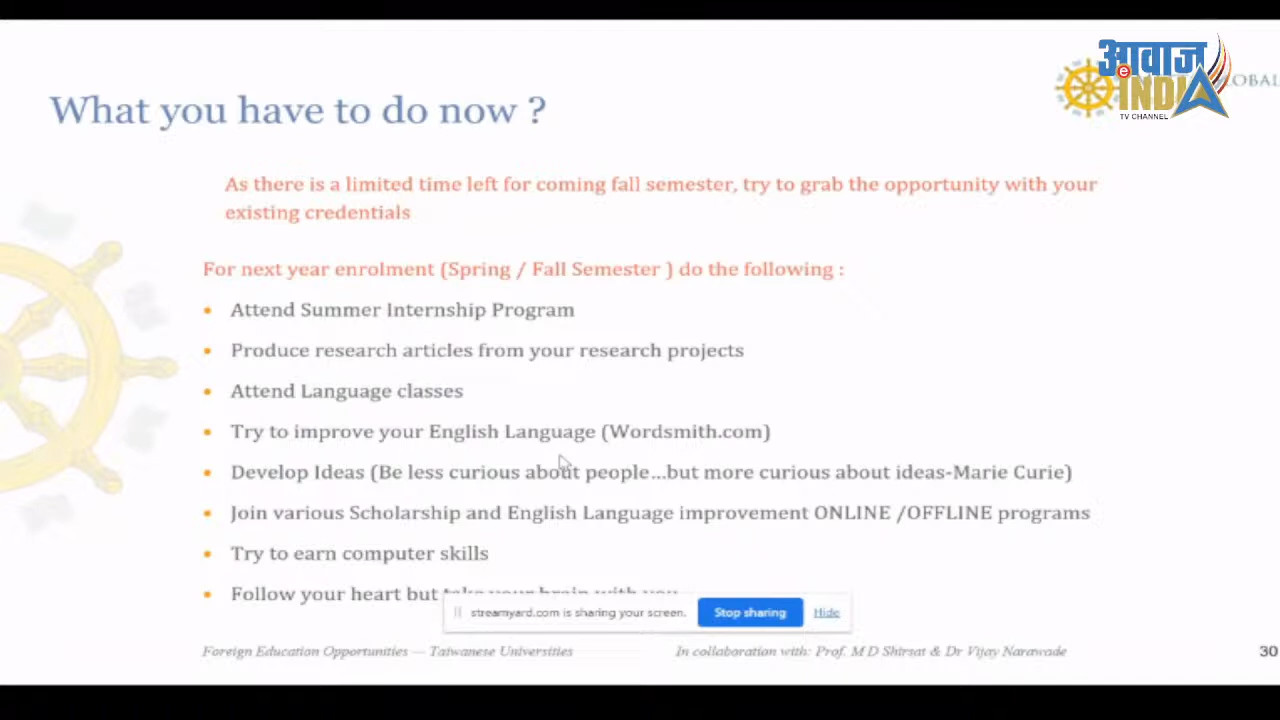 आवाज
e
INDIA
TV CHANNEL
OBAL
What you have to do now ?
As there is a limited time left for coming fall semester, try to grab the opportunity with your
existing credentials
For next year enrolment (Spring / Fall Semester ) do the following :
• Attend Summer Internship Program
• Produce research articles from your research projects
• Attend Language classes
• Try to improve your English Language (Wordsmith.com)
• Develop Ideas (Be less curious about people...but more curious about ideas-Marie Curie)
• Join various Scholarship and English Language improvement ONLINE /OFFLINE programs
• Try to earn computer skills
• Follow your heart but take your brain with you
streamyard.com is sharing your screen. Stop sharing Hide
Foreign Education Opportunities — Taiwanese Universities In collaboration with: Prof. M D Shirsat & Dr Vijay Narawade 30